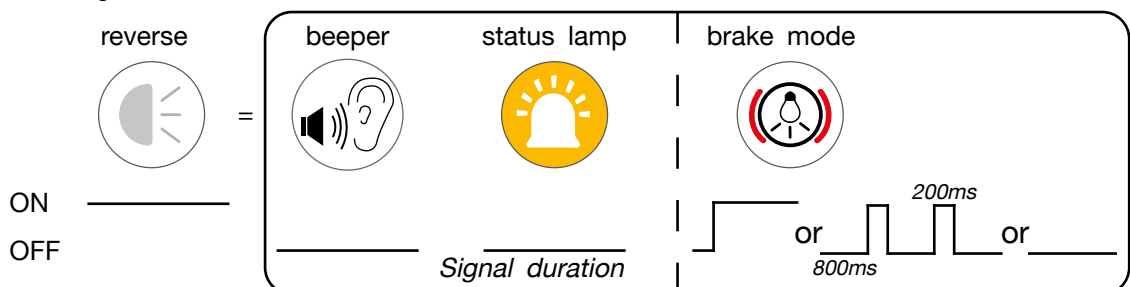 reverse beeper status lamp brake mode
=
ON 200ms
OFF or or
800ms
Signal duration